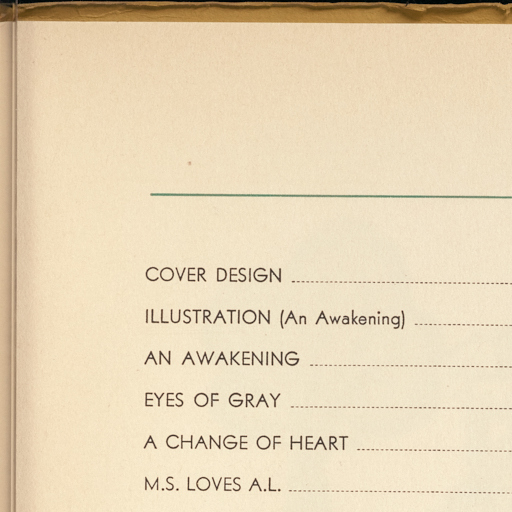 COVER DESIGN
ILLUSTRATION (An Awakening)
AN AWAKENING
EYES OF GRAY
A CHANGE OF HEART
M.S. LOVES A.L.